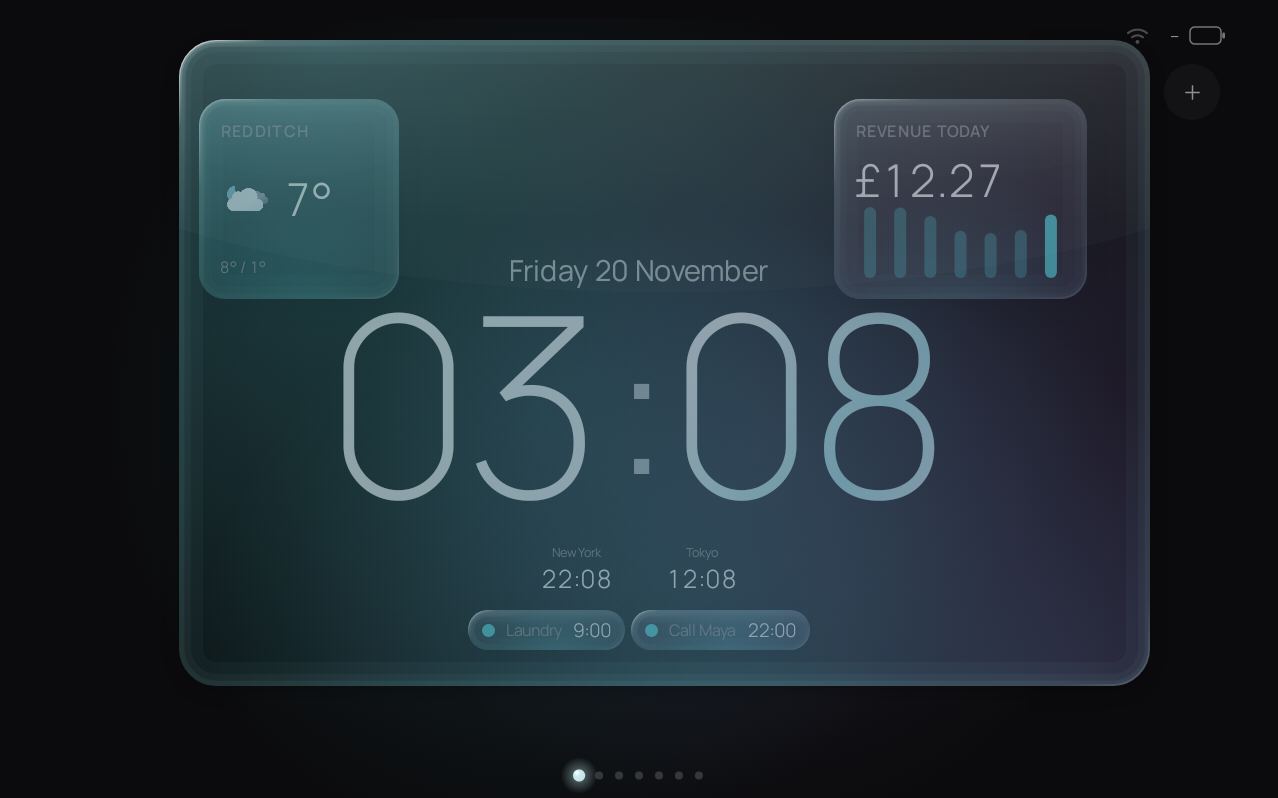 REDDITCH
7°
8° / 1°
REVENUE TODAY
£12.27
Friday 20 November
03:08
New York
22:08
Tokyo
12:08
Laundry 9:00
Call Maya 22:00